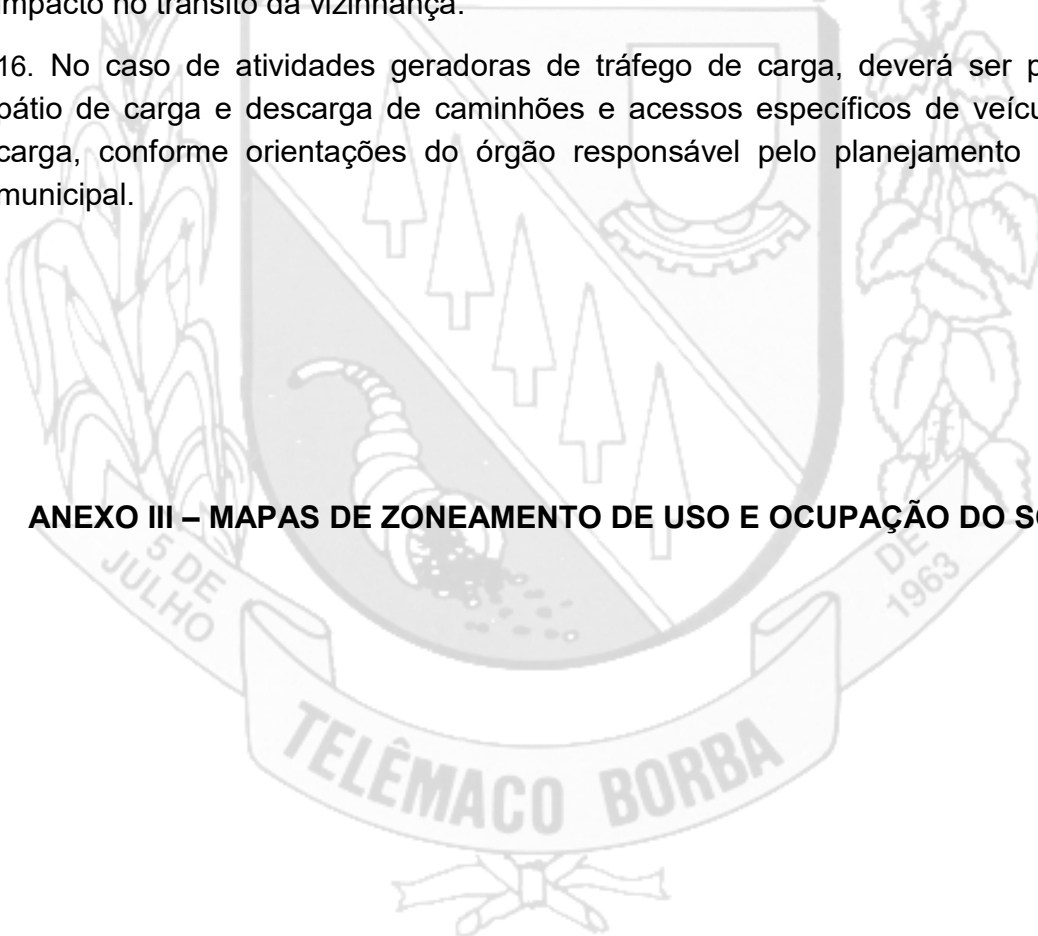 impacto no trânsito da vizinhança.
16. No caso de atividades geradoras de tráfego de carga, deverá ser
pátio de carga e descarga de caminhões e acessos específicos de
carga, conforme orientações do órgão responsável pelo planejamento
municipal.
ANEXO III – MAPAS DE ZONEAMENTO DE USO E OCUPAÇÃO DO
5 DE
JULHO
DE
1963
TELÊMACO BORBA